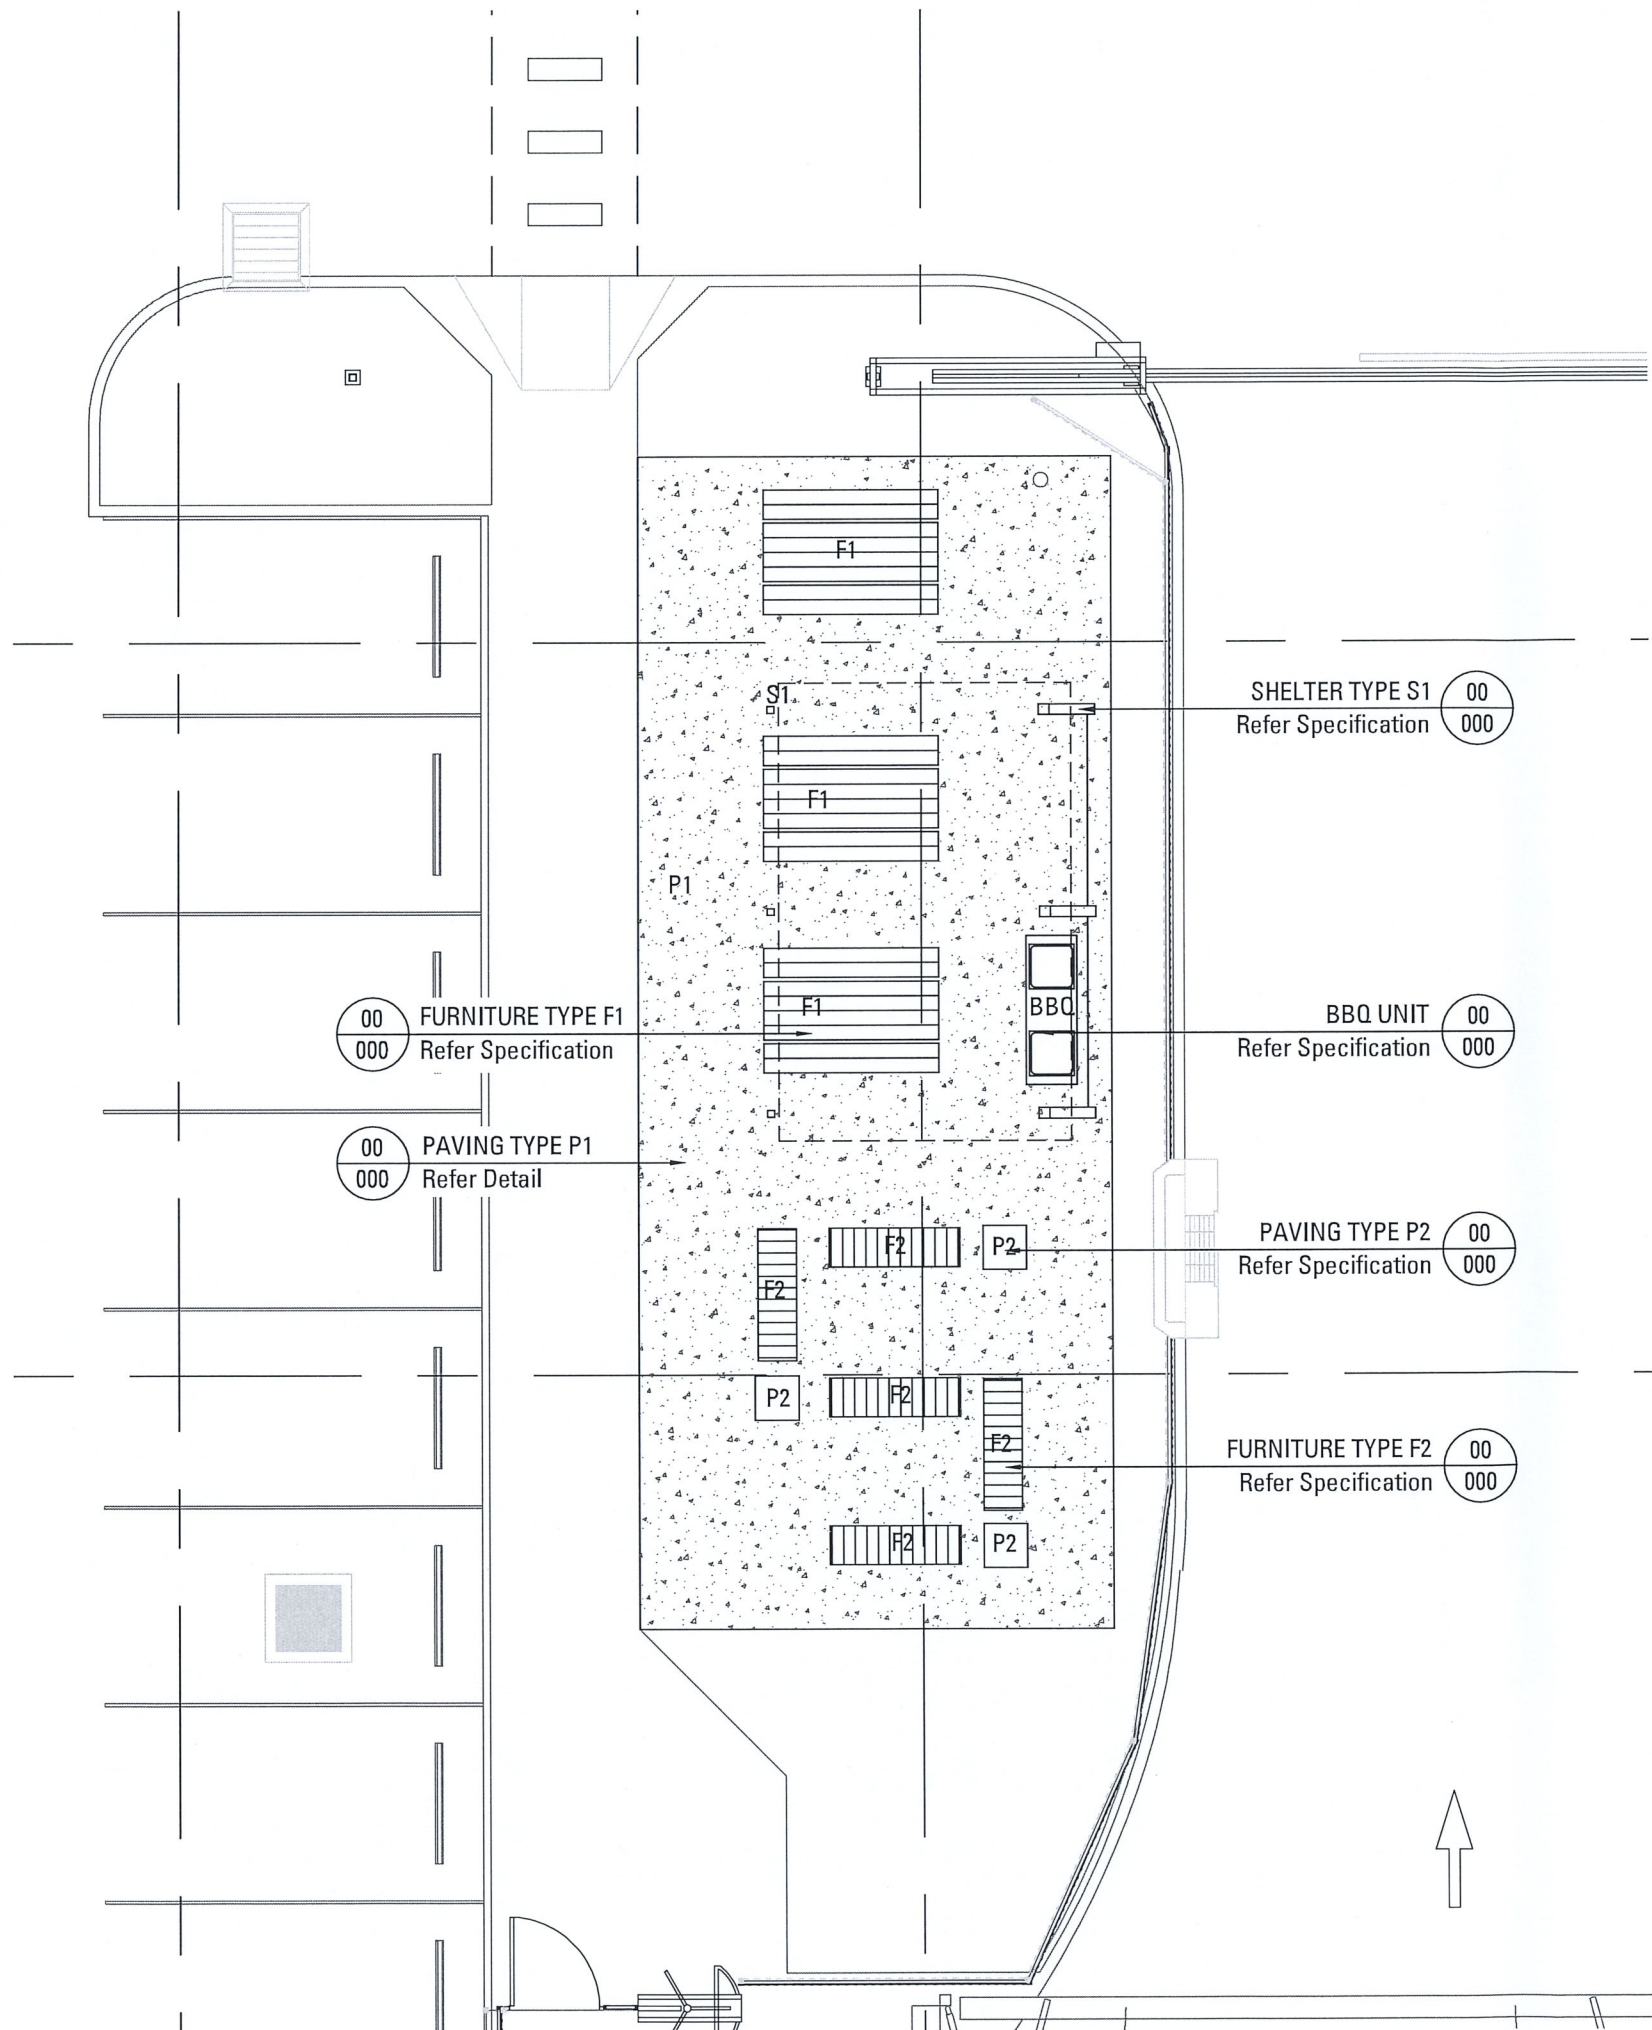 F1
S1
SHELTER TYPE S1
00
Refer Specification
000
F1
P1
F1
BBQ
00
FURNITURE TYPE F1
000
Refer Specification
BBQ UNIT
00
Refer Specification
000
00
PAVING TYPE P1
000
Refer Detail
F2
P2
PAVING TYPE P2
00
Refer Specification
000
F2
P2
F2
F2
FURNITURE TYPE F2
00
Refer Specification
000
F2
P2